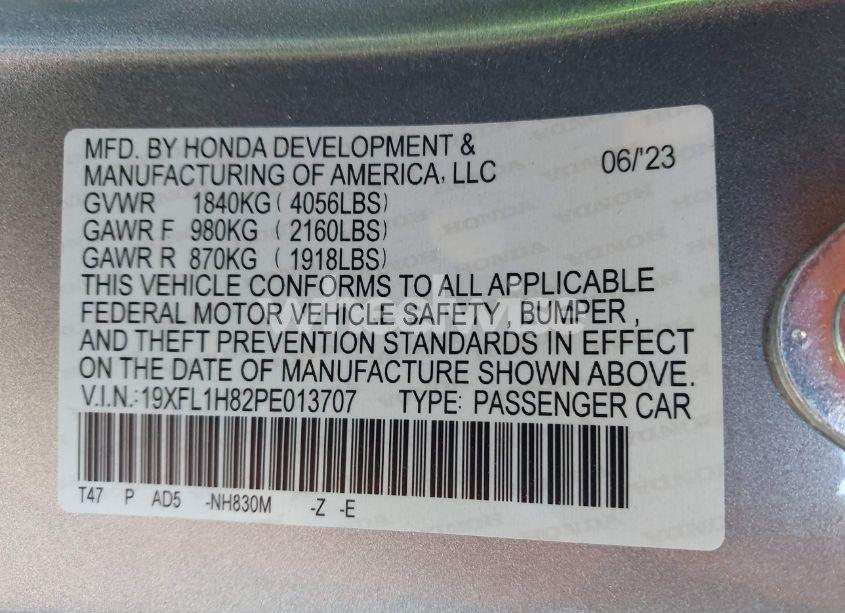 MFD. BY HONDA DEVELOPMENT &
MANUFACTURING OF AMERICA, LLC 06/'23
GVWR 1840KG ( 4056LBS)
GAWR F 980KG ( 2160LBS)
GAWR R 870KG ( 1918LBS)
THIS VEHICLE CONFORMS TO ALL APPLICABLE
FEDERAL MOTOR VEHICLE SAFETY , BUMPER ,
AND THEFT PREVENTION STANDARDS IN EFFECT
ON THE DATE OF MANUFACTURE SHOWN ABOVE.
V.I.N.:19XFL1H82PE013707 TYPE: PASSENGER CAR
T47 P AD5 -NH830M -Z -E